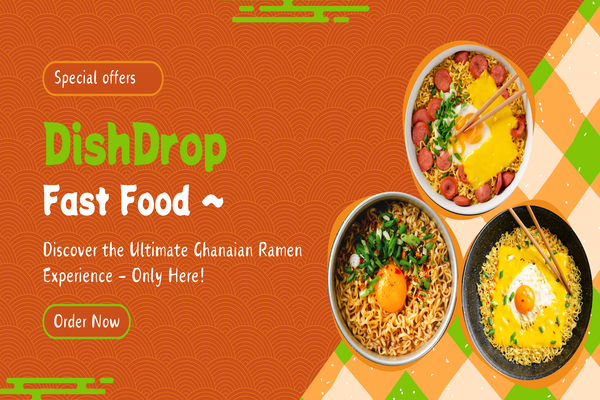 Special offers
DishDrop
Fast Food ~
Discover the Ultimate Ghanaian Ramen
Experience - Only Here!
Order Now